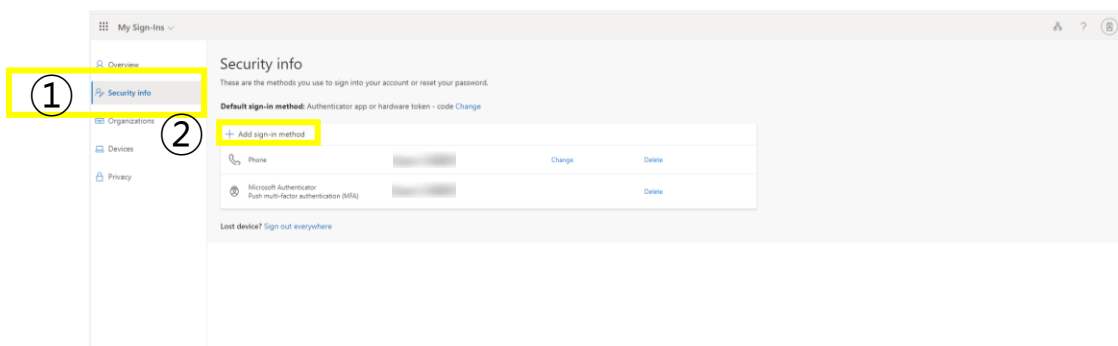 My Sign-Ins
?
Overview
① Security info
Organizations
Devices
Privacy
Security info
These are the methods you use to sign into your account or reset your password.
Default sign-in method: Authenticator app or hardware token - code Change
② + Add sign-in method
Phone Change Delete
Microsoft Authenticator
Push multi-factor authentication (MFA) Delete
Lost device? Sign out everywhere